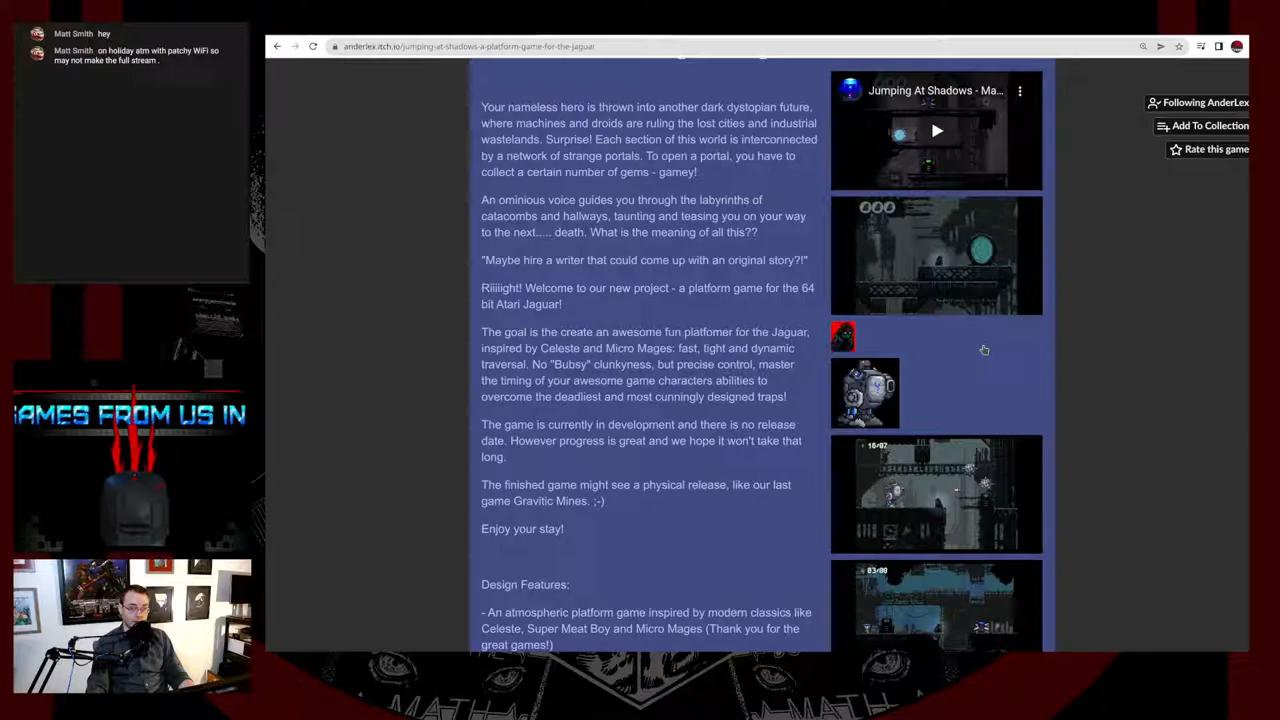 Matt Smith hey
Matt Smith on holiday atm with patchy WiFi so
may not make the full stream .
GAMES FROM US IN
anderlex.itch.io/jumping-at-shadows-a-platform-game-for-the-jaguar
Your nameless hero is thrown into another dark dystopian future,
where machines and droids are ruling the lost cities and industrial
wastelands. Surprise! Each section of this world is interconnected
by a network of strange portals. To open a portal, you have to
collect a certain number of gems - gamey!
An ominious voice guides you through the labyrinths of
catacombs and hallways, taunting and teasing you on your way
to the next..... death. What is the meaning of all this??
"Maybe hire a writer that could come up with an original story?!"
Riiiiight! Welcome to our new project - a platform game for the 64
bit Atari Jaguar!
The goal is the create an awesome fun platfomer for the Jaguar,
inspired by Celeste and Micro Mages: fast, tight and dynamic
traversal. No "Bubsy" clunkyness, but precise control, master
the timing of your awesome game characters abilities to
overcome the deadliest and most cunningly designed traps!
The game is currently in development and there is no release
date. However progress is great and we hope it won't take that
long.
The finished game might see a physical release, like our last
game Gravitic Mines. ;-)
Enjoy your stay!
Design Features:
- An atmospheric platform game inspired by modern classics like
Celeste, Super Meat Boy and Micro Mages (Thank you for the
great games!)
Jumping At Shadows - Ma...
16/07
03/00
Following AnderLex
Add To Collection
Rate this game
A MATH A